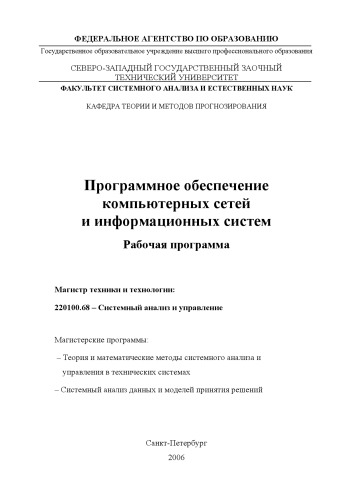 ФЕДЕРАЛЬНОЕ АГЕНТСТВО ПО ОБРАЗОВАНИЮ
Государственное образовательное учреждение высшего профессионального образования
СЕВЕРО-ЗАПАДНЫЙ ГОСУДАРСТВЕННЫЙ ЗАОЧНЫЙ
ТЕХНИЧЕСКИЙ УНИВЕРСИТЕТ
ФАКУЛЬТЕТ СИСТЕМНОГО АНАЛИЗА И ЕСТЕСТВЕННЫХ НАУК
КАФЕДРА ТЕОРИИ И МЕТОДОВ ПРОГНОЗИРОВАНИЯ
Программное обеспечение
компьютерных сетей
и информационных систем
Рабочая программа
Магистр техники и технологии:
220100.68 – Системный анализ и управление
Магистерские программы:
– Теория и математические методы системного анализа и
управления в технических системах
– Системный анализ данных и моделей принятия решений
Санкт-Петербург
2006